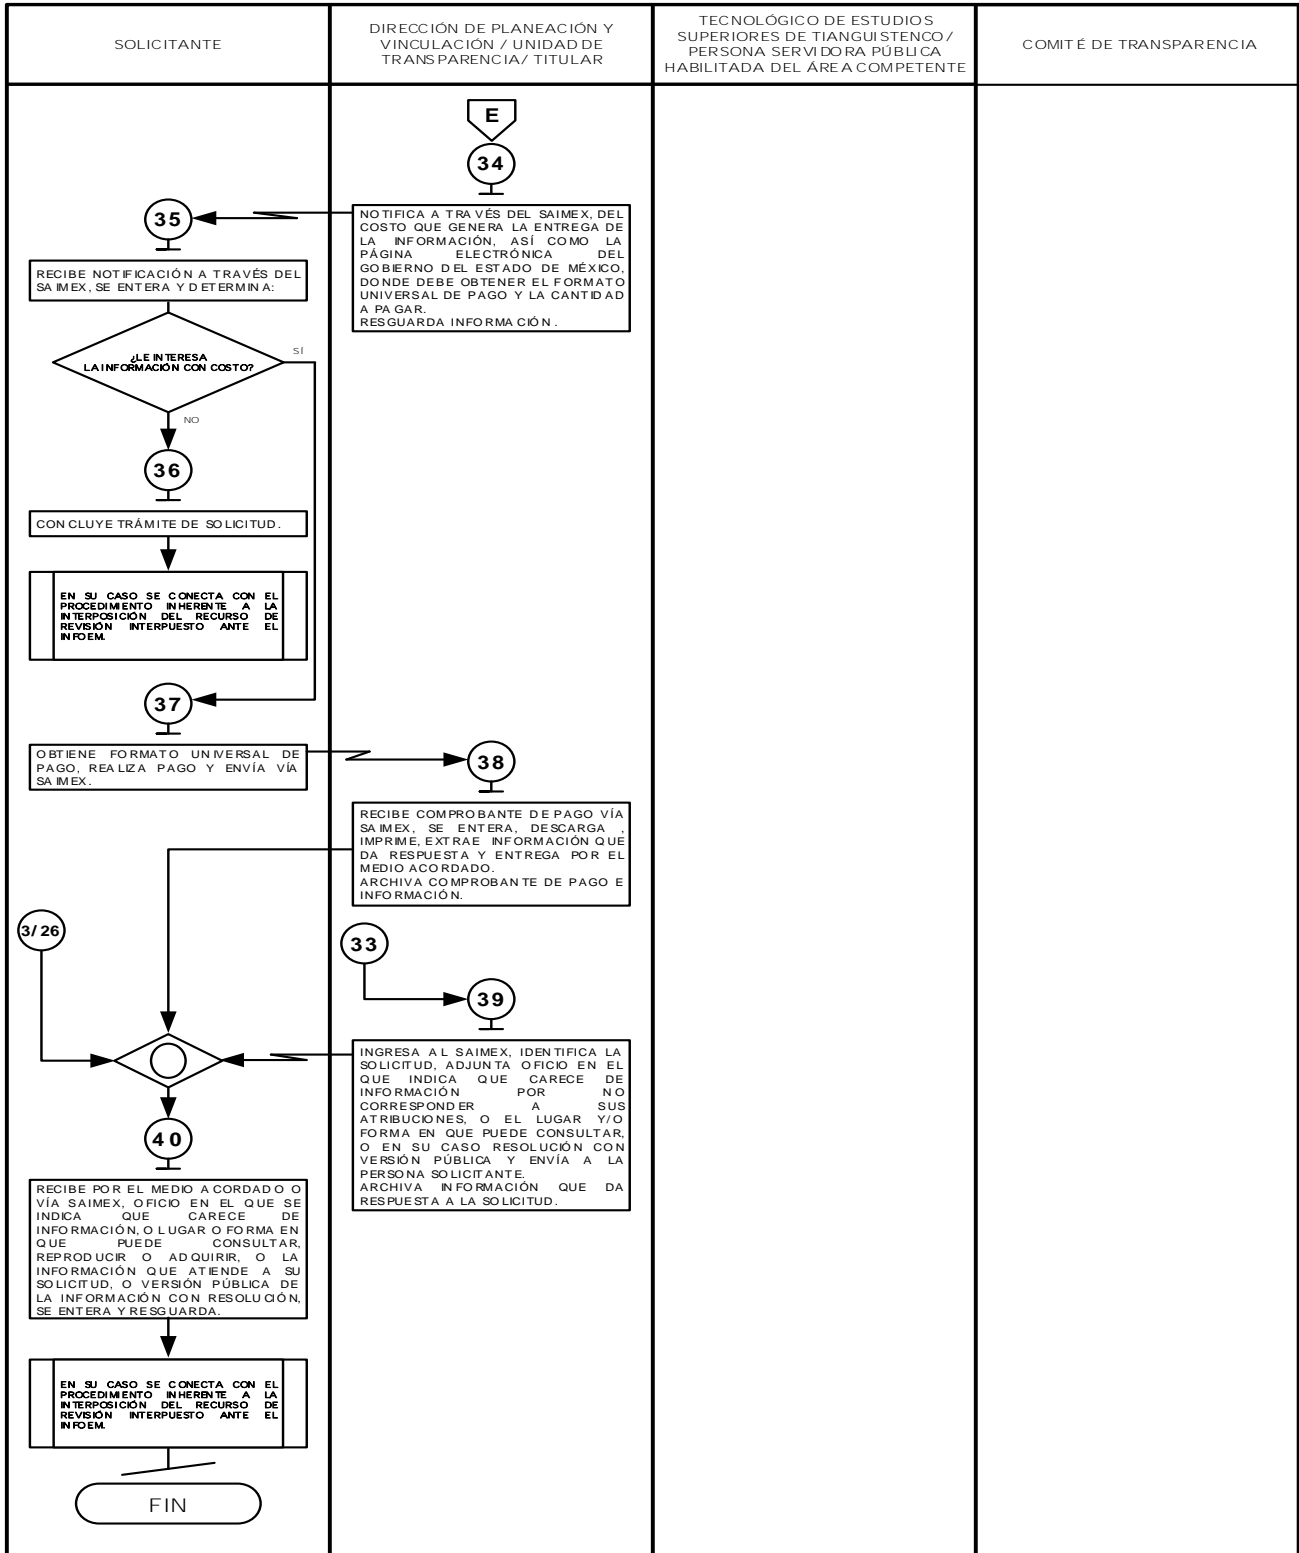 SOLICITANTE
DIRECCIÓN DE PLANEACIÓN Y
VINCULACIÓN / UNIDAD DE
TRANSPARENCIA/ TITULAR
TECNOLÓGICO DE ESTUDIOS
SUPERIORES DE TIANGUISTENCO/
PERSONA SERVIDORA PÚBLICA
HABILITADA DEL ÁREA COMPETENTE
COMITÉ DE TRANSPARENCIA
E
34
NOTIFICA A TRAVÉS DEL SAIMEX, DEL
COSTO QUE GENERA LA ENTREGA DE
LA INFORMACIÓN, ASÍ COMO LA
PÁGINA ELECTRÓNICA DEL
GOBIERNO DEL ESTADO DE MÉXICO,
DONDE DEBE OBTENER EL FORMATO
UNIVERSAL DE PAGO Y LA CANTIDAD
A PAGAR.
RESGUARDA INFORMACIÓN.
35
RECIBE NOTIFICACIÓN A TRAVÉS DEL
SAIMEX, SE ENTERA Y DETERMINA:
¿LE INTERESA
LA INFORMACIÓN CON COSTO?
SÍ
NO
36
CONCLUYE TRÁMITE DE SOLICITUD.
EN SU CASO SE CONECTA CON EL
PROCEDIMIENTO INHERENTE A LA
INTERPOSICIÓN DEL RECURSO DE
REVISIÓN INTERPUESTO ANTE EL
INFOEM.
37
OBTIENE FORMATO UNIVERSAL DE
PAGO, REALIZA PAGO Y ENVÍA VÍA
SAIMEX.
38
RECIBE COMPROBANTE DE PAGO VÍA
SAIMEX, SE ENTERA, DESCARGA ,
IMPRIME, EXTRAE INFORMACIÓN QUE
DA RESPUESTA Y ENTREGA POR EL
MEDIO ACORDADO.
ARCHIVA COMPROBANTE DE PAGO E
INFORMACIÓN.
3/26
33
39
INGRESA AL SAIMEX, IDENTIFICA LA
SOLICITUD, ADJUNTA OFICIO EN EL
QUE INDICA QUE CARECE DE
INFORMACIÓN POR NO
CORRESPONDER A SUS
ATRIBUCIONES, O EL LUGAR Y/O
FORMA EN QUE PUEDE CONSULTAR,
O EN SU CASO RESOLUCIÓN CON
VERSIÓN PÚBLICA Y ENVÍA A LA
PERSONA SOLICITANTE.
ARCHIVA INFORMACIÓN QUE DA
RESPUESTA A LA SOLICITUD.
40
RECIBE POR EL MEDIO ACORDADO O
VÍA SAIMEX, OFICIO EN EL QUE SE
INDICA QUE CARECE DE
INFORMACIÓN, O LUGAR O FORMA EN
QUE PUEDE CONSULTAR,
REPRODUCIR O ADQUIRIR, O LA
INFORMACIÓN QUE ATIENDE A SU
SOLICITUD, O VERSIÓN PÚBLICA DE
LA INFORMACIÓN CON RESOLUCIÓN,
SE ENTERA Y RESGUARDA.
EN SU CASO SE CONECTA CON EL
PROCEDIMIENTO INHERENTE A LA
INTERPOSICIÓN DEL RECURSO DE
REVISIÓN INTERPUESTO ANTE EL
INFOEM.
FIN